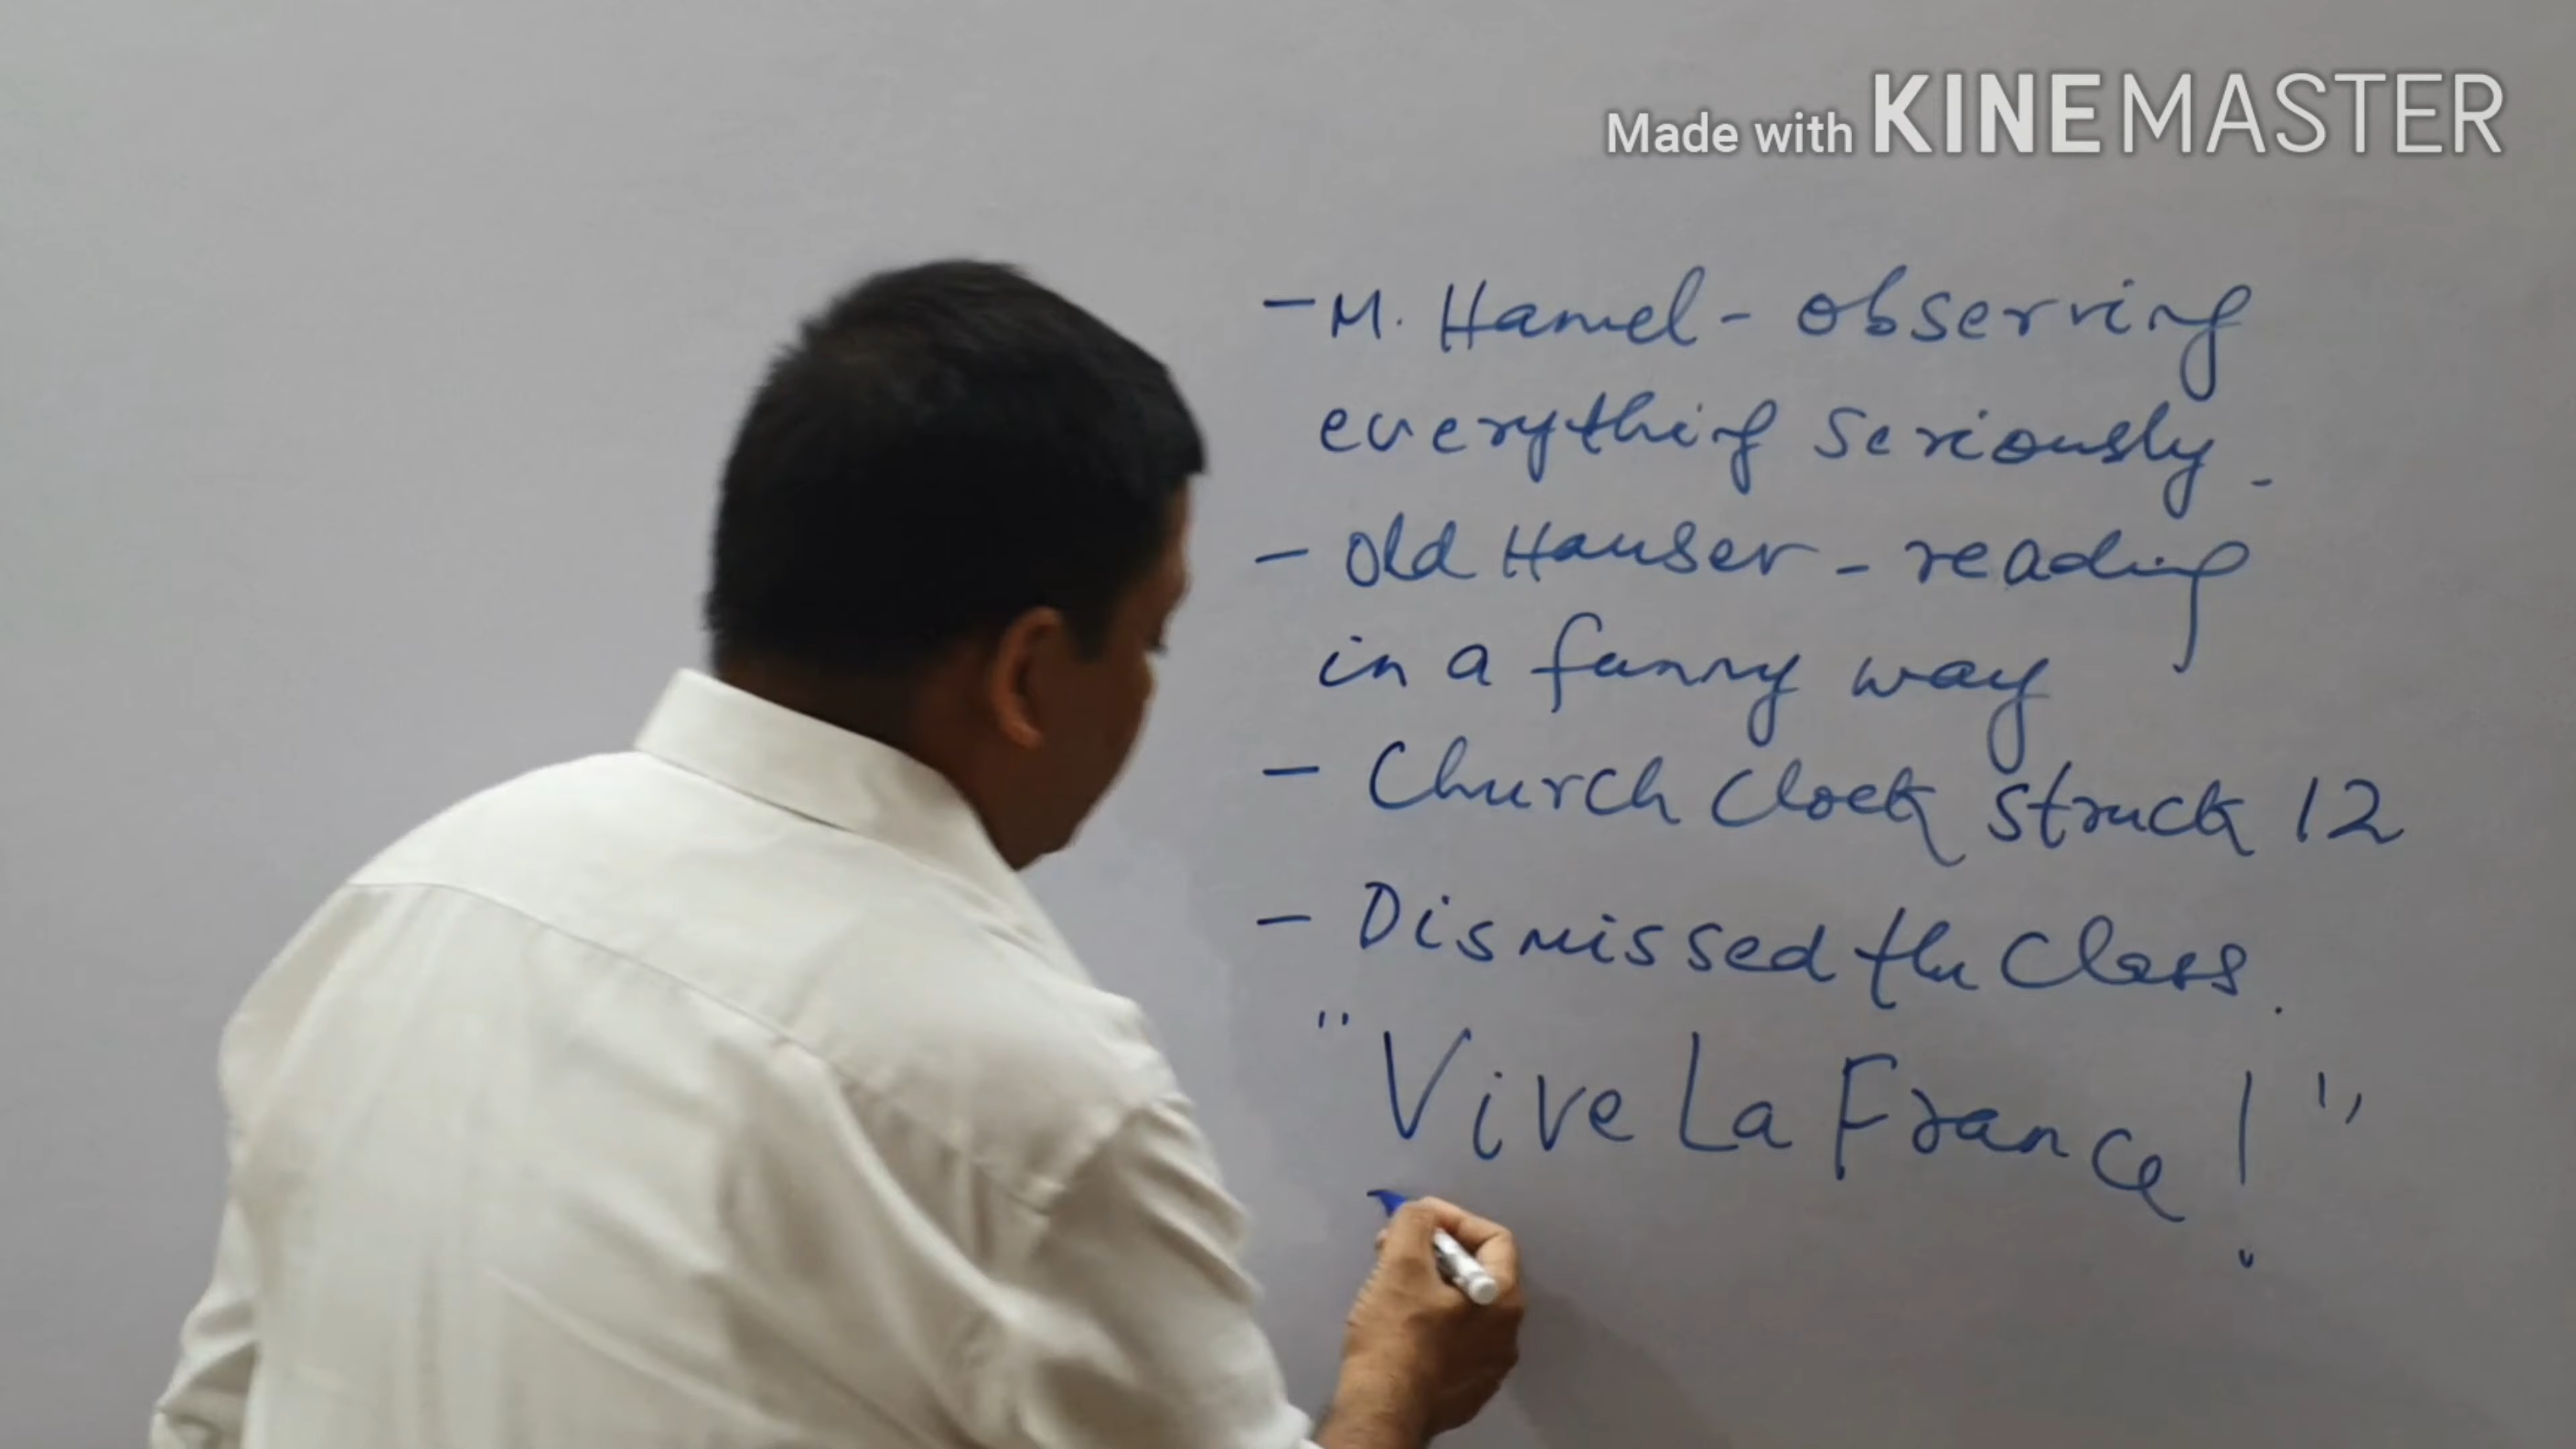 Made with KINEMASTER
- M. Hamel - observing
everything seriously.
- Old Hauser - reading
in a funny way
- Church Clock struck 12
- Dismissed the Class.
"Vive La France!"